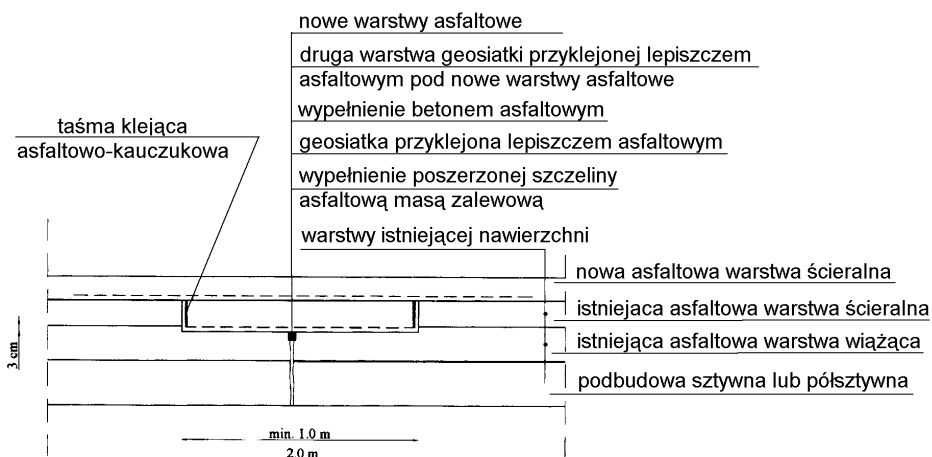 nowe warstwy asfaltowe
druga warstwa geosiatki przyklejonej lepiszczem
asfaltowym pod nowe warstwy asfaltowe
wypełnienie betonem asfaltowym
taśma klejąca
asfaltowo-kauczukowa
geosiatka przyklejona lepiszczem asfaltowym
wypełnienie poszerzonej szczeliny
asfaltową masą zalewową
warstwy istniejącej nawierzchni
nowa asfaltowa warstwa ścieralna
istniejaca asfaltowa warstwa ścieralna
istniejąca asfaltowa warstwa wiążąca
podbudowa sztywna lub półsztywna
3 cm
min. 1.0 m
2.0 m